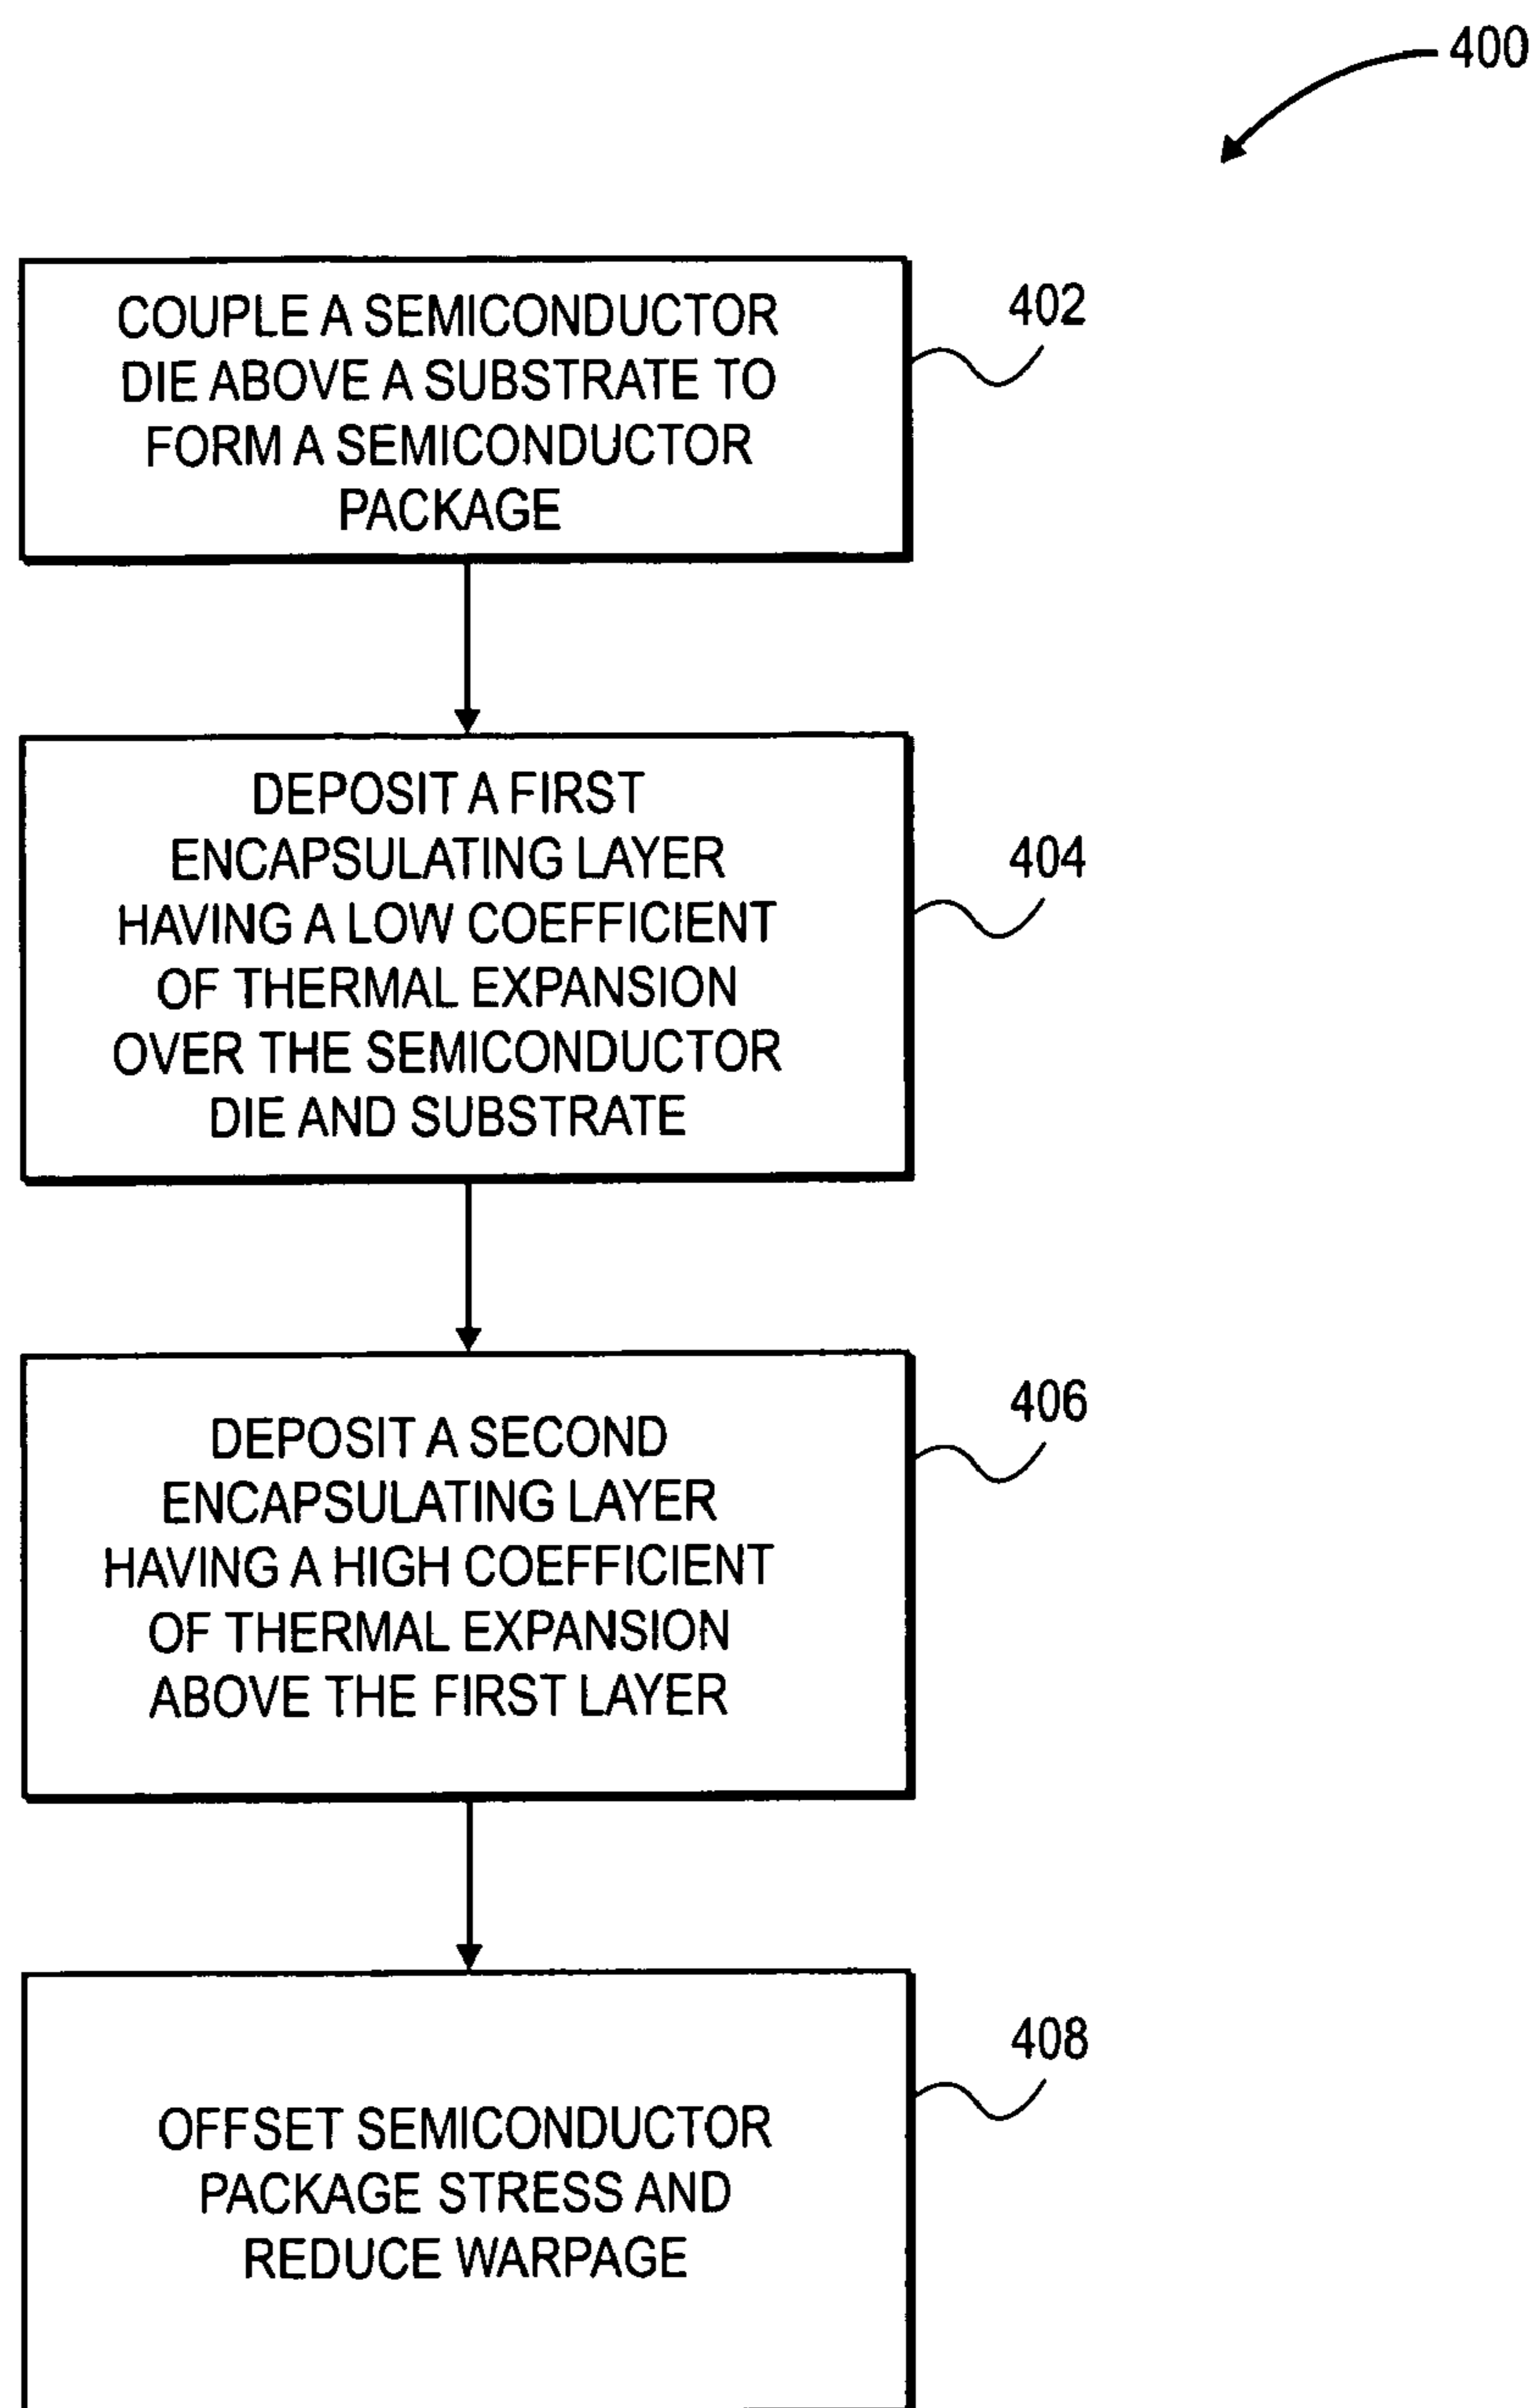 400
COUPLE A SEMICONDUCTOR
DIE ABOVE A SUBSTRATE TO
FORM A SEMICONDUCTOR
PACKAGE
402
DEPOSIT A FIRST
ENCAPSULATING LAYER
HAVING A LOW COEFFICIENT
OF THERMAL EXPANSION
OVER THE SEMICONDUCTOR
DIE AND SUBSTRATE
404
DEPOSIT A SECOND
ENCAPSULATING LAYER
HAVING A HIGH COEFFICIENT
OF THERMAL EXPANSION
ABOVE THE FIRST LAYER
406
OFFSET SEMICONDUCTOR
PACKAGE STRESS AND
REDUCE WARPAGE
408